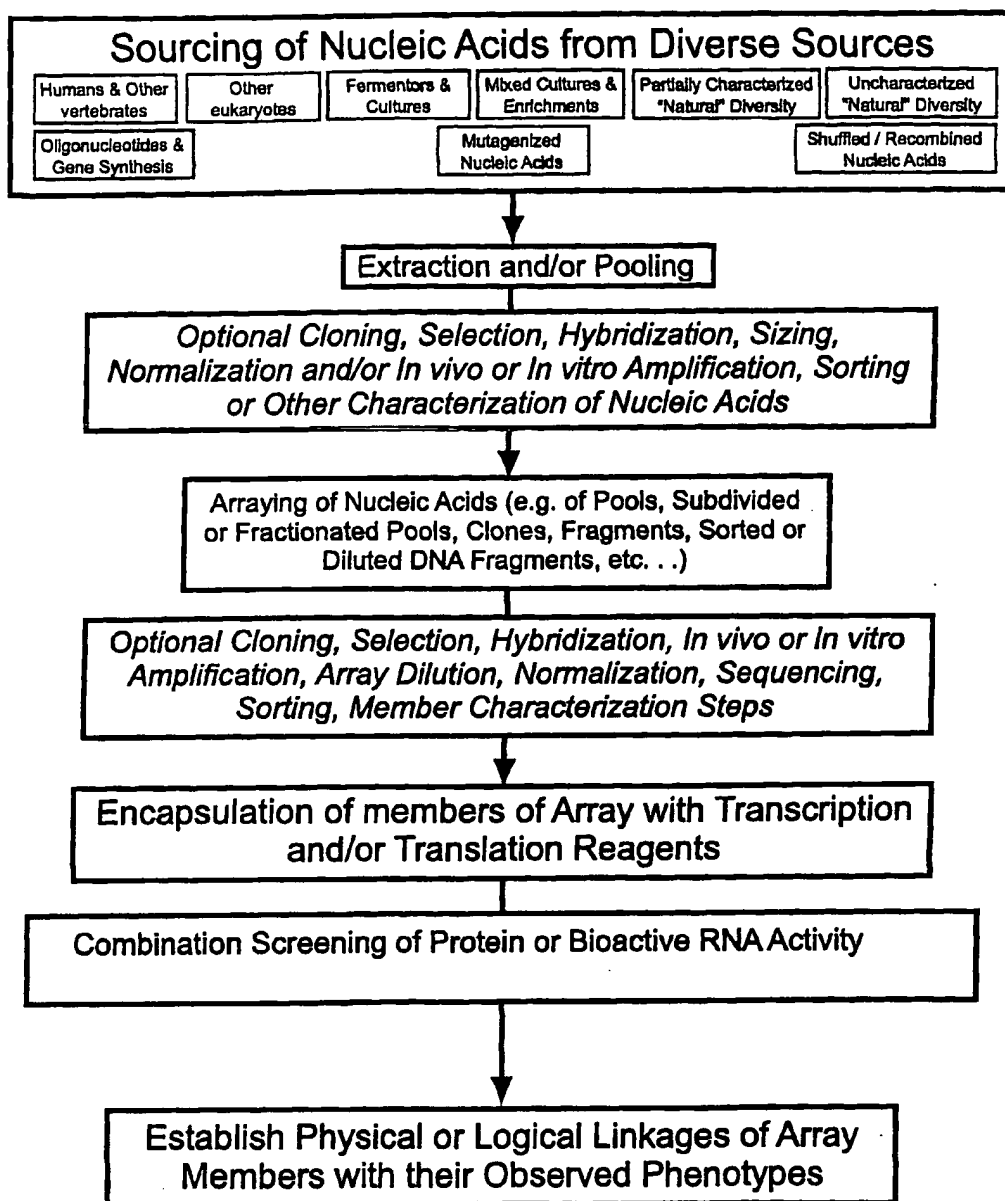 Sourcing of Nucleic Acids from Diverse Sources
Humans & Other
vertebrates
Other
eukaryotes
Fermentors &
Cultures
Mixed Cultures &
Enrichments
Partially Characterized
"Natural" Diversity
Uncharacterized
"Natural" Diversity
Oligonucleotides &
Gene Synthesis
Mutagenized
Nucleic Acids
Shuffled / Recombined
Nucleic Acids
Extraction and/or Pooling
Optional Cloning, Selection, Hybridization, Sizing,
Normalization and/or In vivo or In vitro Amplification, Sorting
or Other Characterization of Nucleic Acids
Arraying of Nucleic Acids (e.g. of Pools, Subdivided
or Fractionated Pools, Clones, Fragments, Sorted or
Diluted DNA Fragments, etc. . .)
Optional Cloning, Selection, Hybridization, In vivo or In vitro
Amplification, Array Dilution, Normalization, Sequencing,
Sorting, Member Characterization Steps
Encapsulation of members of Array with Transcription
and/or Translation Reagents
Combination Screening of Protein or Bioactive RNA Activity
Establish Physical or Logical Linkages of Array
Members with their Observed Phenotypes